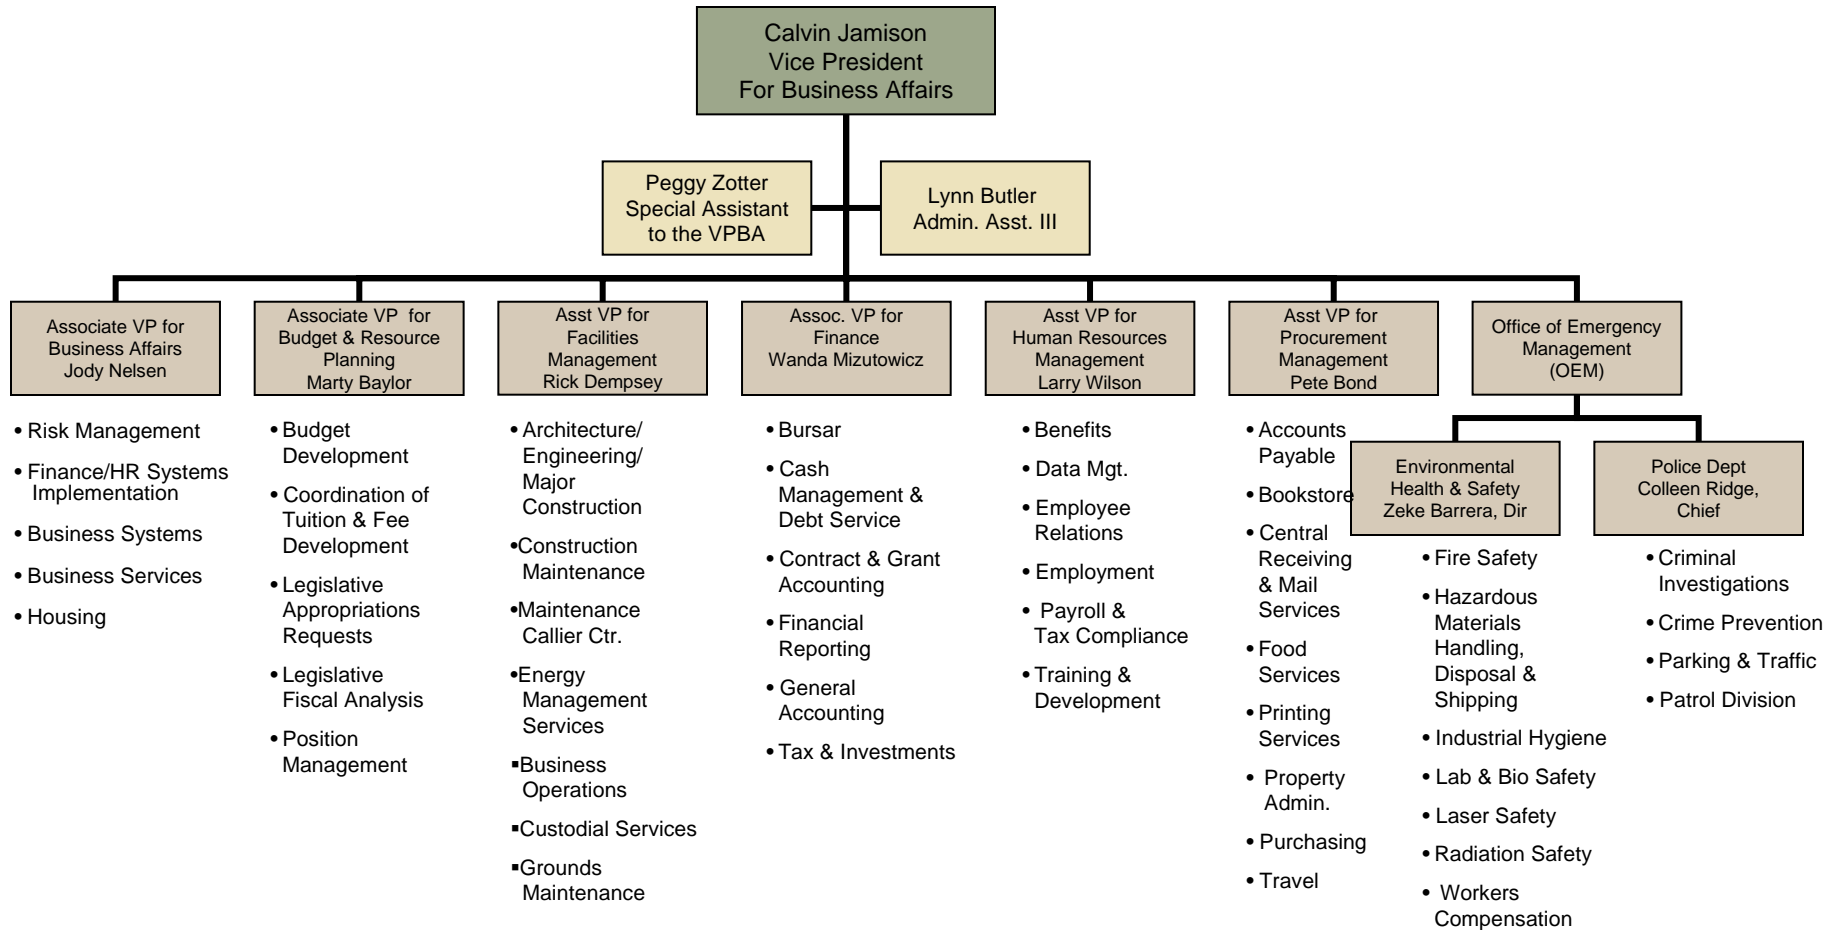 Calvin Jamison
Vice President
For Business Affairs
Peggy Zotter
Special Assistant
to the VPBA
Lynn Butler
Admin. Asst. III
Associate VP for
Business Affairs
Jody Nelsen
• Risk Management
• Finance/HR Systems
Implementation
• Business Systems
• Business Services
• Housing
Associate VP for
Budget & Resource
Planning
Marty Baylor
• Budget
Development
• Coordination of
Tuition & Fee
Development
• Legislative
Appropriations
Requests
• Legislative
Fiscal Analysis
• Position
Management
Asst VP for
Facilities
Management
Rick Dempsey
• Architecture/
Engineering/
Major
Construction
•Construction
Maintenance
•Maintenance
Callier Ctr.
•Energy
Management
Services
▪Business
Operations
▪Custodial Services
▪Grounds
Maintenance
Assoc. VP for
Finance
Wanda Mizutowicz
• Bursar
• Cash
Management &
Debt Service
• Contract & Grant
Accounting
• Financial
Reporting
• General
Accounting
• Tax & Investments
Asst VP for
Human Resources
Management
Larry Wilson
• Benefits
• Data Mgt.
• Employee
Relations
• Employment
• Payroll &
Tax Compliance
• Training &
Development
Asst VP for
Procurement
Management
Pete Bond
• Accounts
Payable
• Bookstore
• Central
Receiving
& Mail
Services
• Food
Services
• Printing
Services
• Property
Admin.
• Purchasing
• Travel
Office of Emergency
Management
(OEM)
Environmental
Health & Safety
Zeke Barrera, Dir
• Fire Safety
• Hazardous
Materials
Handling,
Disposal &
Shipping
• Industrial Hygiene
• Lab & Bio Safety
• Laser Safety
• Radiation Safety
• Workers
Compensation
Police Dept
Colleen Ridge,
Chief
• Criminal
Investigations
• Crime Prevention
• Parking & Traffic
• Patrol Division